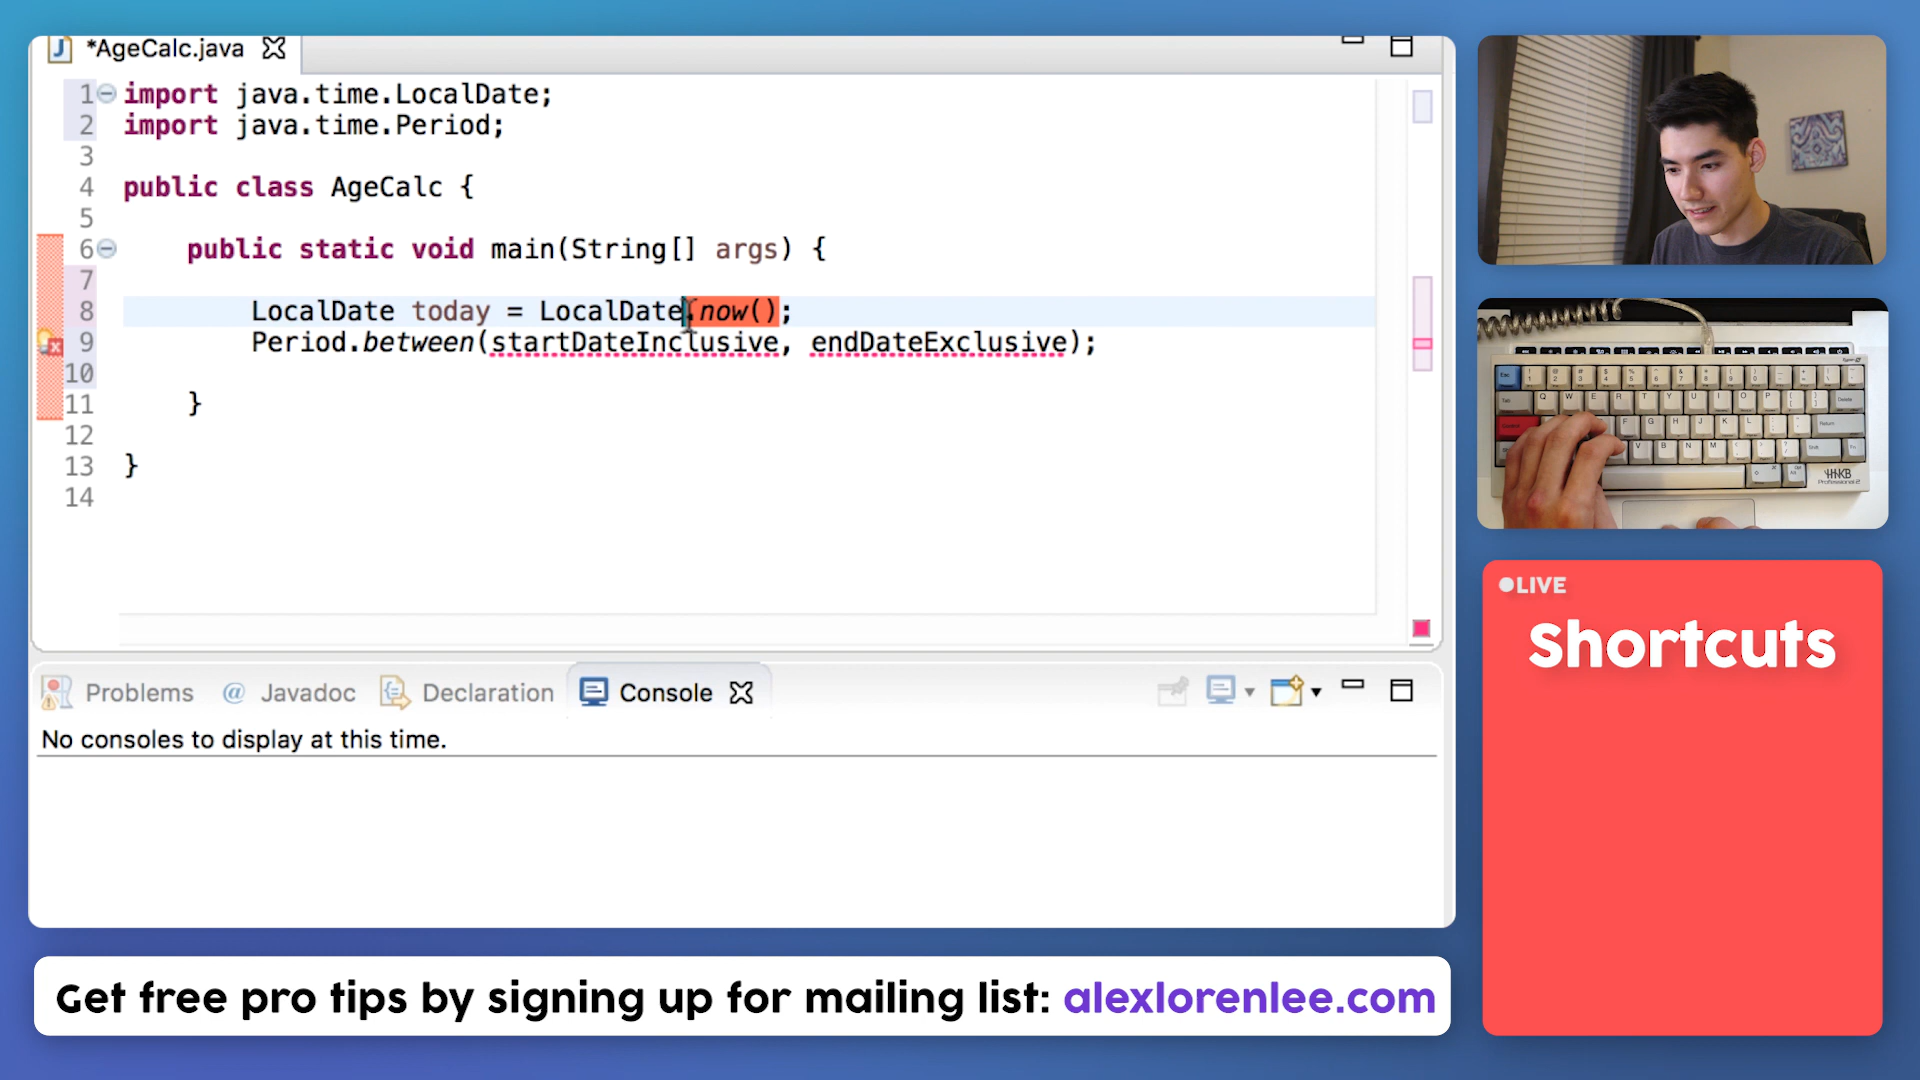 *AgeCalc.java
1 import java.time.LocalDate;
2 import java.time.Period;
3
4 public class AgeCalc {
5
6 public static void main(String[] args) {
7
8 LocalDate today = LocalDate.now();
9 Period.between(startDateInclusive, endDateExclusive);
10
11 }
12
13 }
14
Problems @ Javadoc Declaration Console
No consoles to display at this time.
Get free pro tips by signing up for mailing list: alexlorenlee.com
HHKB
Professional 2
LIVE
Shortcuts